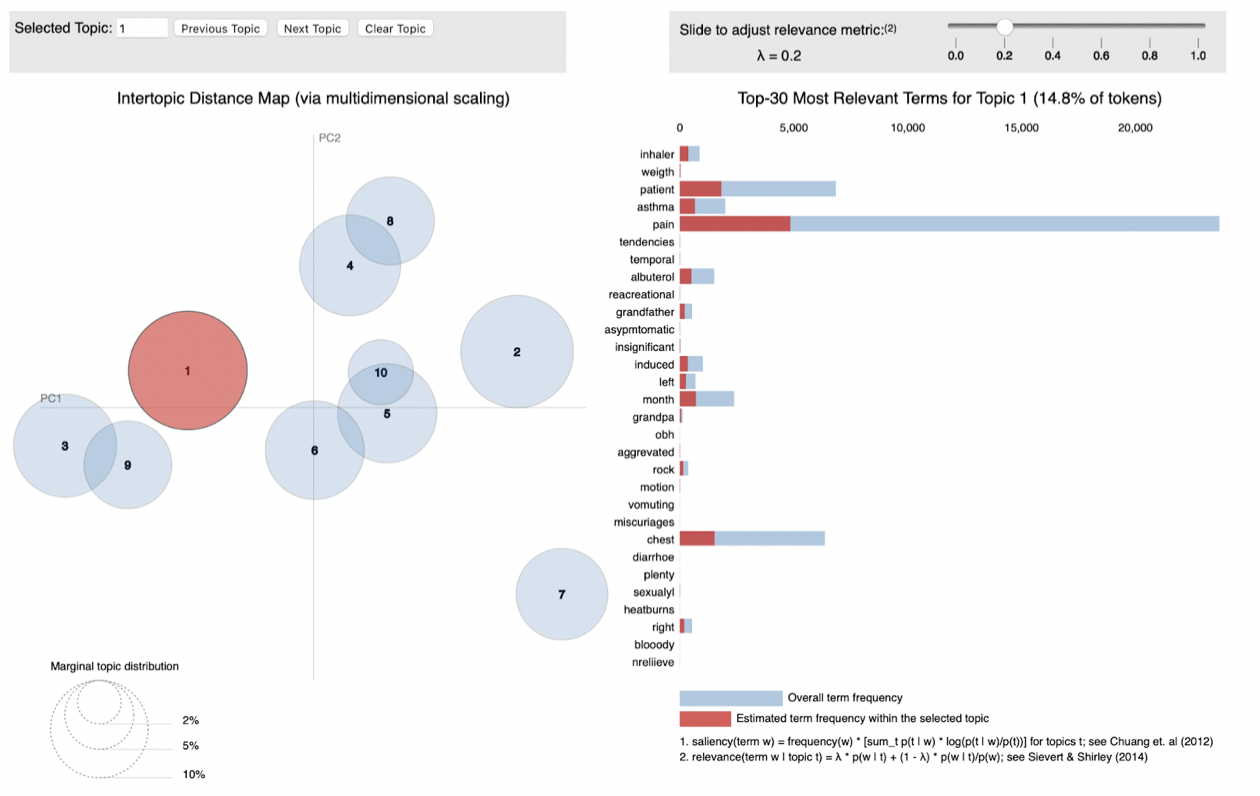 Selected Topic: 1 Previous Topic Next Topic Clear Topic
Slide to adjust relevance metric:(2)
λ = 0.2
0.0 0.2 0.4 0.6 0.8 1.0
Intertopic Distance Map (via multidimensional scaling)
PC2
PC1
8
4
1
2
10
5
3
9
6
7
Marginal topic distribution
2%
5%
10%
Top-30 Most Relevant Terms for Topic 1 (14.8% of tokens)
0 5,000 10,000 15,000 20,000
inhaler
weigth
patient
asthma
pain
tendencies
temporal
albuterol
reacreational
grandfather
asypmtomatic
insignificant
induced
left
month
grandpa
obh
aggrevated
rock
motion
vomuting
miscuriages
chest
diarrhoe
plenty
sexualyl
heatburns
right
blooody
nreliieve
Overall term frequency
Estimated term frequency within the selected topic
1. saliency(term w) = frequency(w) * [sum_t p(t | w) * log(p(t | w)/p(t))] for topics t; see Chuang et. al (2012)
2. relevance(term w | topic t) = λ * p(w | t) + (1 - λ) * p(w | t)/p(w); see Sievert & Shirley (2014)